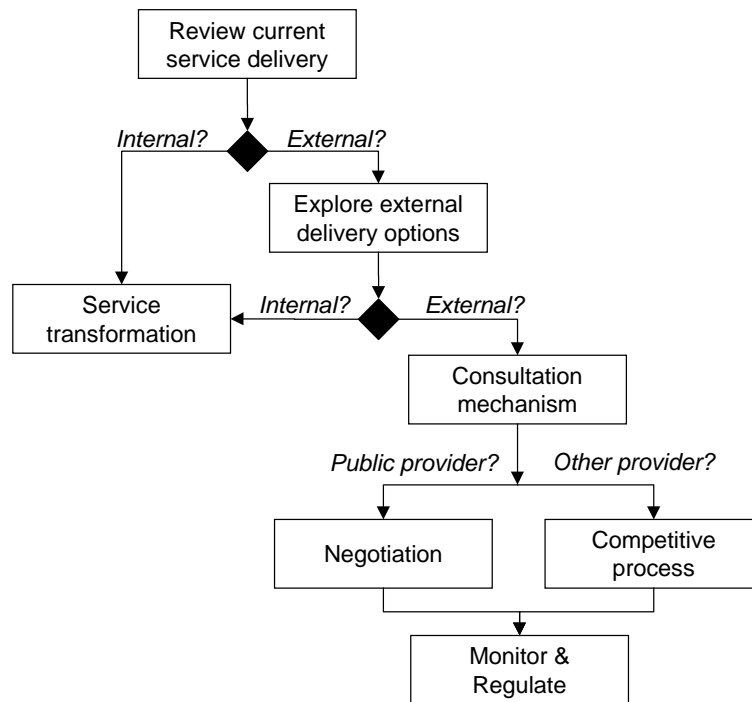 Review current
service delivery
Internal?
External?
Explore external
delivery options
Service
transformation
Internal?
External?
Consultation
mechanism
Public provider?
Other provider?
Negotiation
Competitive
process
Monitor &
Regulate